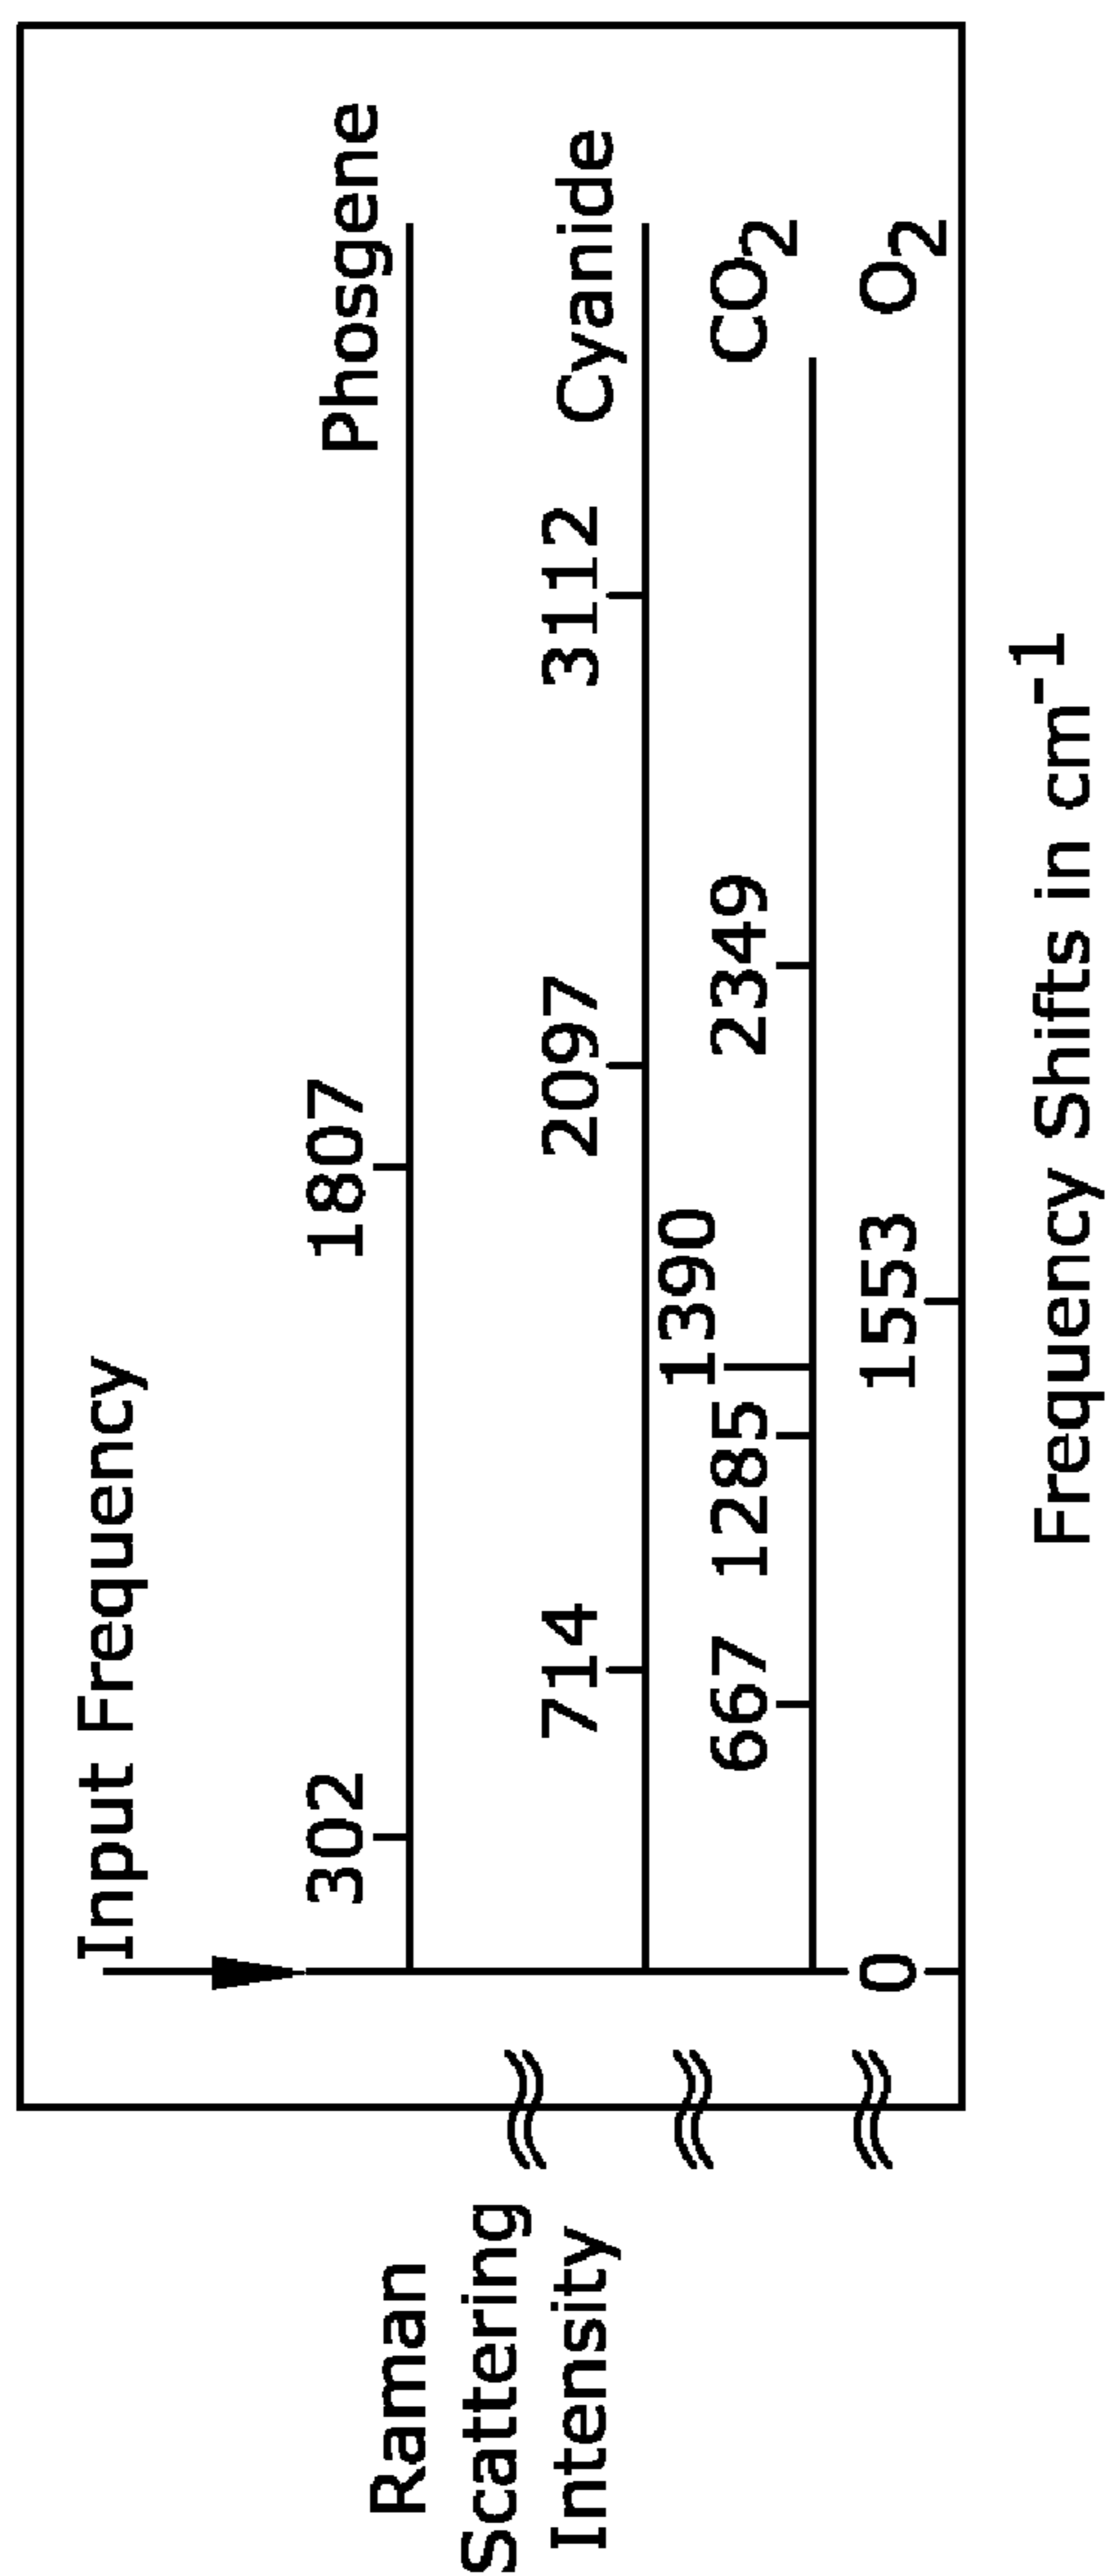 Input Frequency
302 1807 Phosgene
Raman
Scattering
Intensity
714 2097 3112 Cyanide
1390
667 1285 2349 CO2
0 1553 O2
Frequency Shifts in cm-1